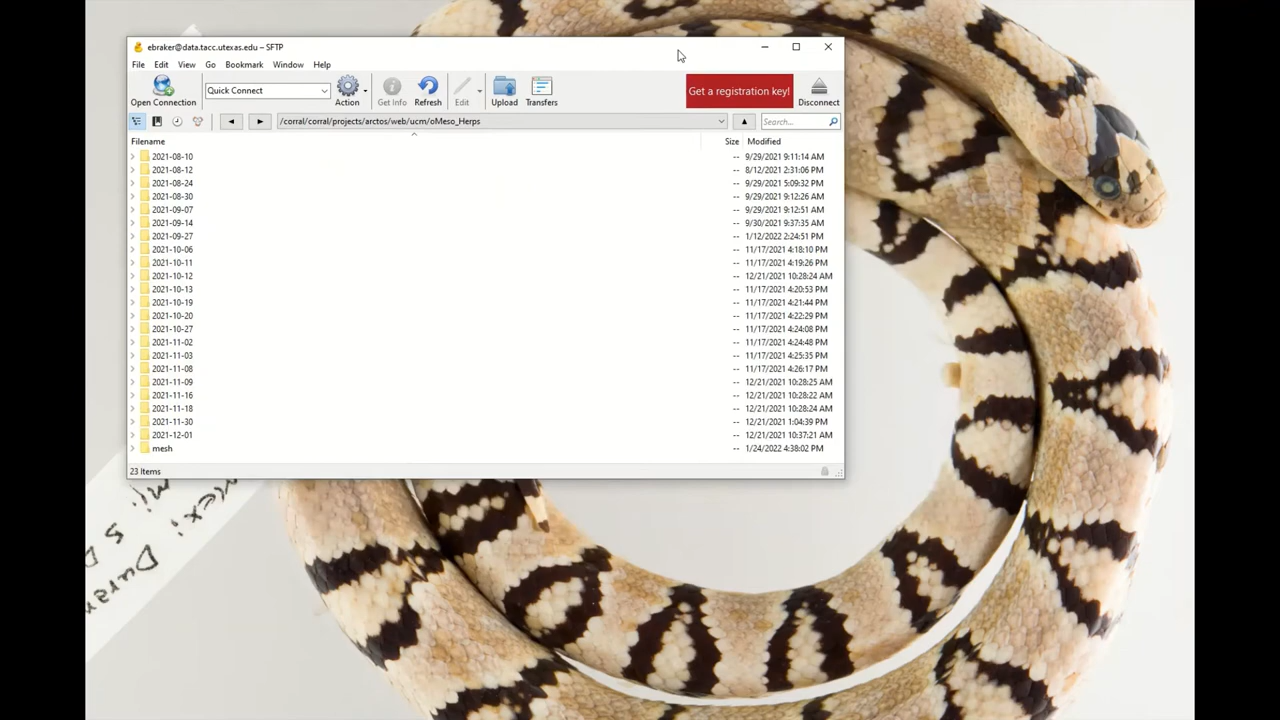 ebraker@data.tacc.utexas.edu – SFTP
File Edit View Go Bookmark Window Help
Open Connection Quick Connect Action Get Info Refresh Edit Upload Transfers Get a registration key! Disconnect
/corral/corral/projects/arctos/web/ucm/oMeso_Herps Search...
Filename Size Modified
2021-08-10 -- 9/29/2021 9:11:14 AM
2021-08-12 -- 8/12/2021 2:31:06 PM
2021-08-24 -- 9/29/2021 5:09:32 PM
2021-08-30 -- 9/29/2021 9:12:26 AM
2021-09-07 -- 9/29/2021 9:12:51 AM
2021-09-14 -- 9/30/2021 9:37:35 AM
2021-09-27 -- 1/12/2022 2:24:51 PM
2021-10-06 -- 11/17/2021 4:18:10 PM
2021-10-11 -- 11/17/2021 4:19:26 PM
2021-10-12 -- 12/21/2021 10:28:24 AM
2021-10-13 -- 11/17/2021 4:20:53 PM
2021-10-19 -- 11/17/2021 4:21:44 PM
2021-10-20 -- 11/17/2021 4:22:29 PM
2021-10-27 -- 11/17/2021 4:24:08 PM
2021-11-02 -- 11/17/2021 4:24:48 PM
2021-11-03 -- 11/17/2021 4:25:35 PM
2021-11-08 -- 11/17/2021 4:26:17 PM
2021-11-09 -- 12/21/2021 10:28:25 AM
2021-11-16 -- 12/21/2021 10:28:22 AM
2021-11-18 -- 12/21/2021 10:28:24 AM
2021-11-30 -- 12/21/2021 1:04:39 PM
2021-12-01 -- 12/21/2021 10:37:21 AM
mesh -- 1/24/2022 4:38:02 PM
23 Items
mex: Duran
mi. S D